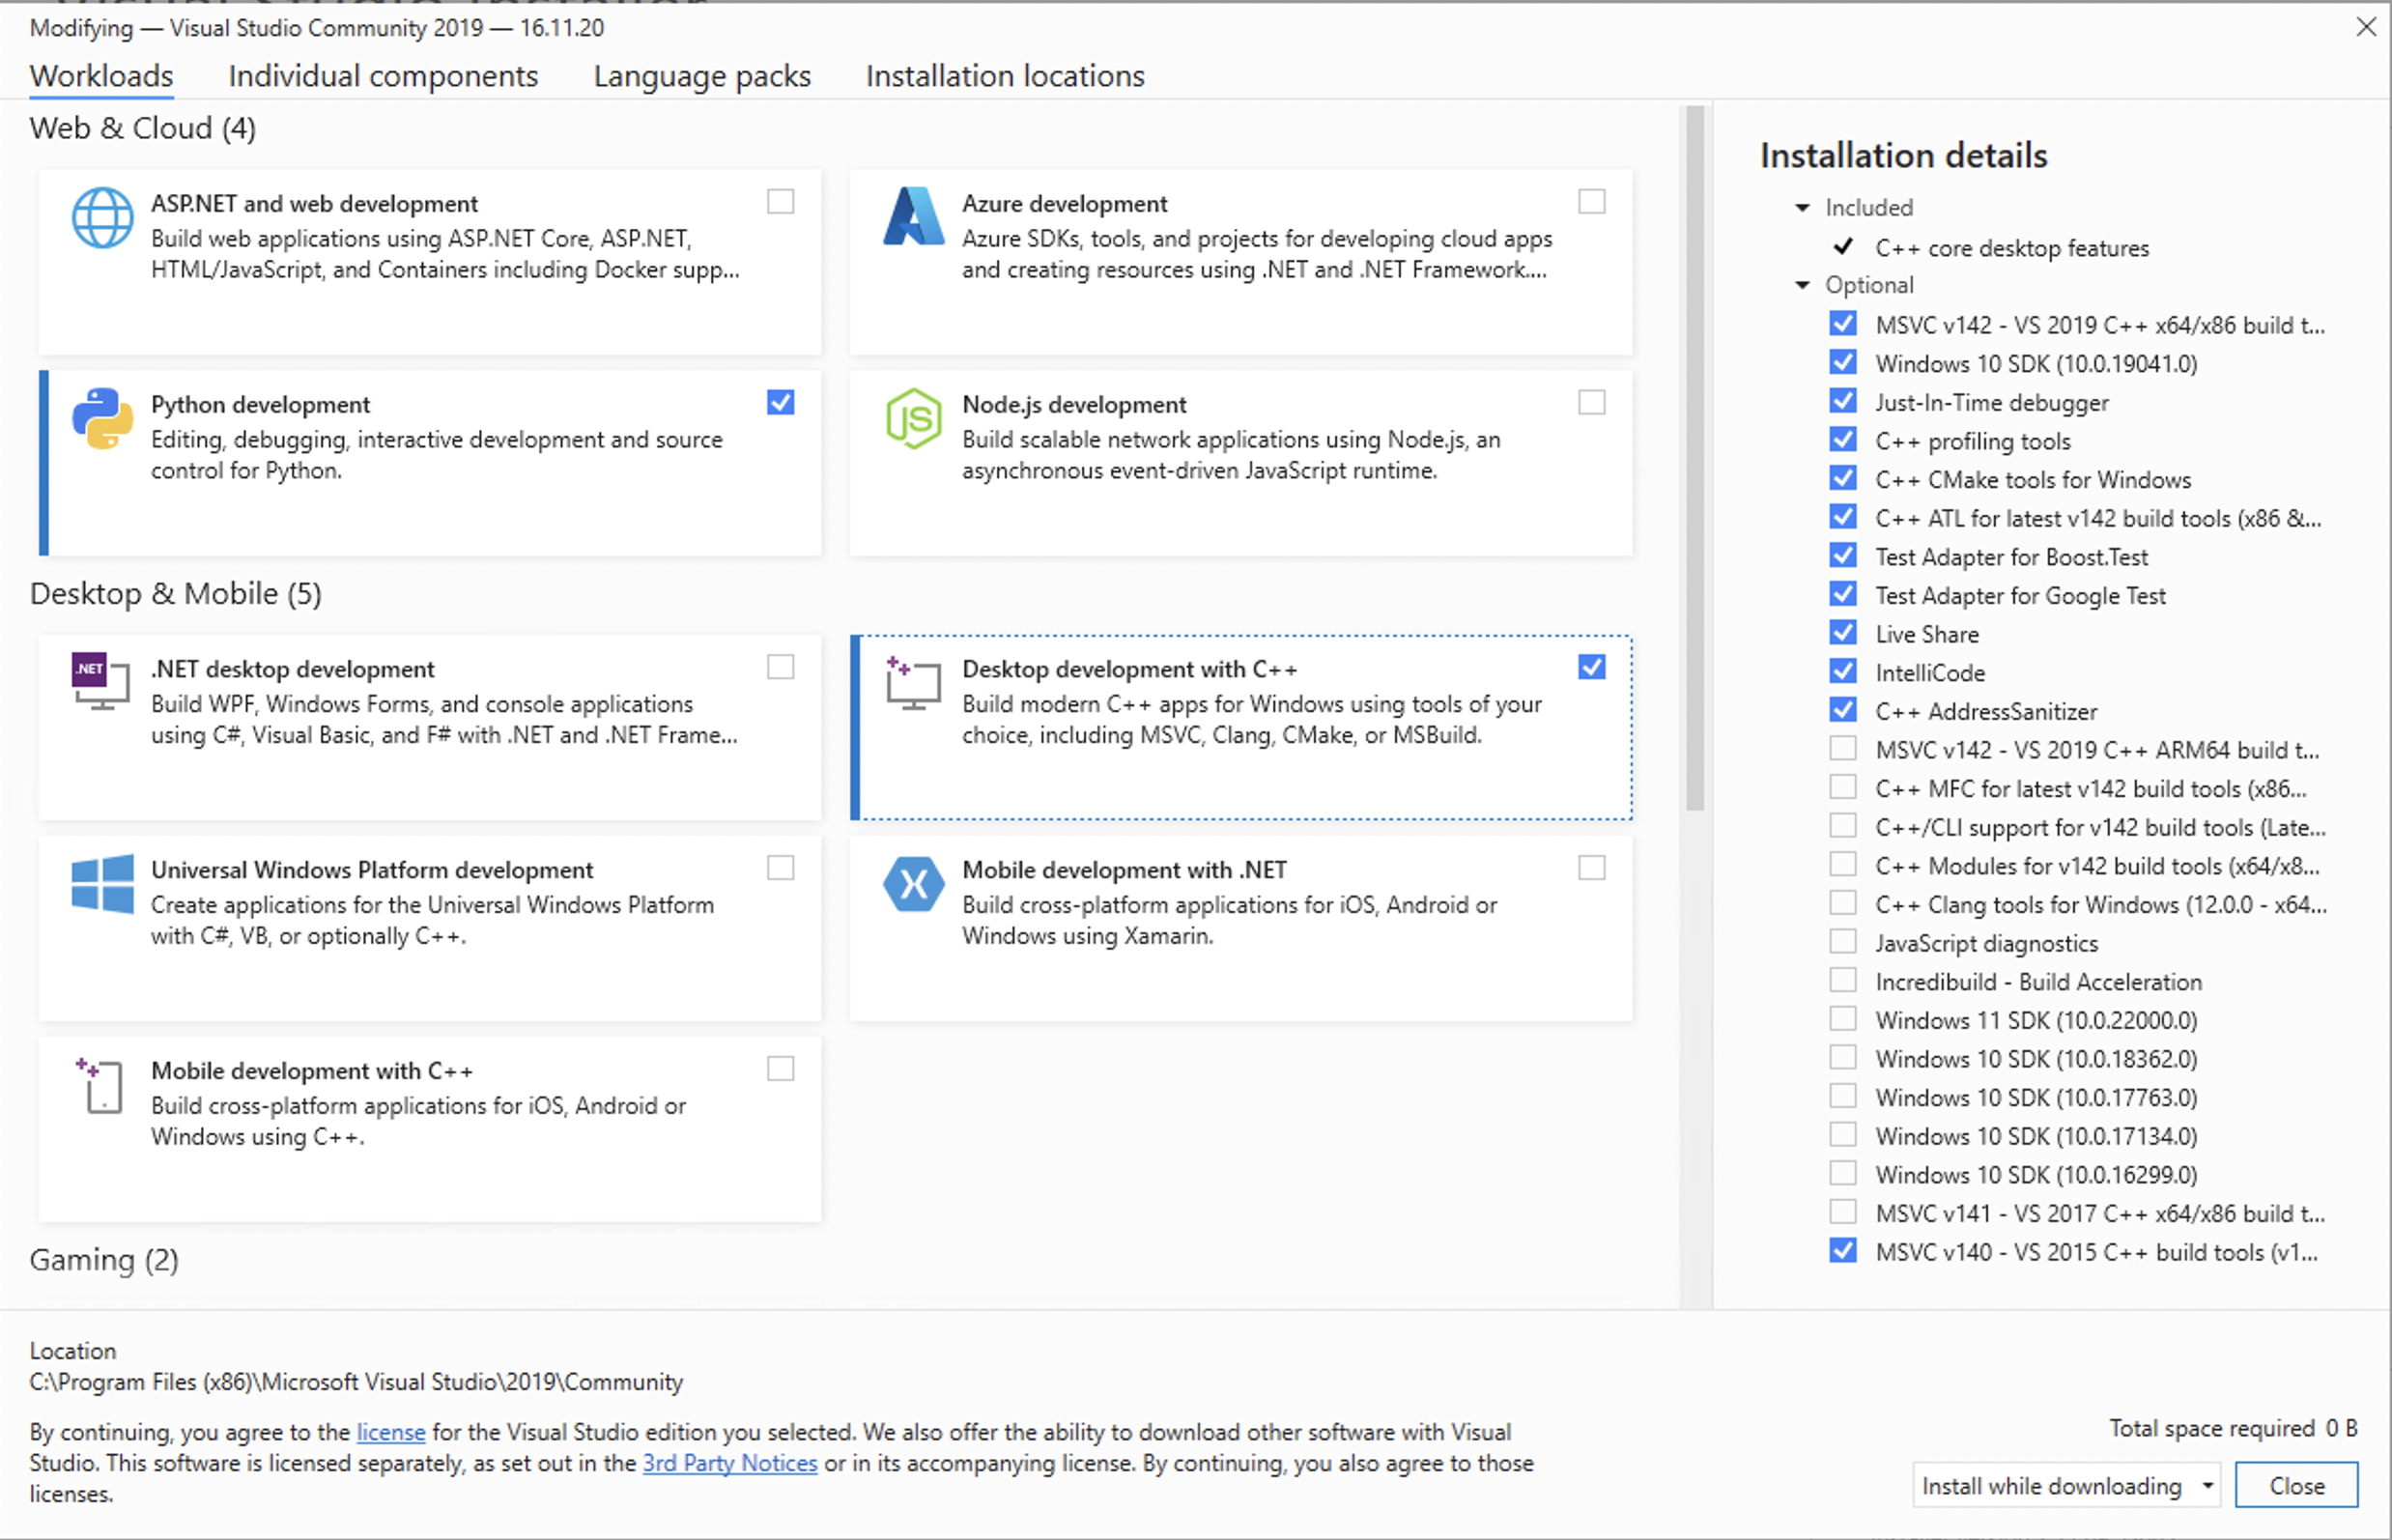 Modifying — Visual Studio Community 2019 — 16.11.20
Workloads
Individual components
Language packs
Installation locations
Web & Cloud (4)
ASP.NET and web development
Build web applications using ASP.NET Core, ASP.NET,
HTML/JavaScript, and Containers including Docker supp...
Azure development
Azure SDKs, tools, and projects for developing cloud apps
and creating resources using .NET and .NET Framework....
Python development
Editing, debugging, interactive development and source
control for Python.
JS
Node.js development
Build scalable network applications using Node.js, an
asynchronous event-driven JavaScript runtime.
Desktop & Mobile (5)
.NET
.NET desktop development
Build WPF, Windows Forms, and console applications
using C#, Visual Basic, and F# with .NET and .NET Frame...
Desktop development with C++
Build modern C++ apps for Windows using tools of your
choice, including MSVC, Clang, CMake, or MSBuild.
Universal Windows Platform development
Create applications for the Universal Windows Platform
with C#, VB, or optionally C++.
Mobile development with .NET
Build cross-platform applications for iOS, Android or
Windows using Xamarin.
Mobile development with C++
Build cross-platform applications for iOS, Android or
Windows using C++.
Gaming (2)
Installation details
Included
C++ core desktop features
Optional
MSVC v142 - VS 2019 C++ x64/x86 build t...
Windows 10 SDK (10.0.19041.0)
Just-In-Time debugger
C++ profiling tools
C++ CMake tools for Windows
C++ ATL for latest v142 build tools (x86 &...
Test Adapter for Boost.Test
Test Adapter for Google Test
Live Share
IntelliCode
C++ AddressSanitizer
MSVC v142 - VS 2019 C++ ARM64 build t...
C++ MFC for latest v142 build tools (x86...
C++/CLI support for v142 build tools (Late...
C++ Modules for v142 build tools (x64/x8...
C++ Clang tools for Windows (12.0.0 - x64...
JavaScript diagnostics
Incredibuild - Build Acceleration
Windows 11 SDK (10.0.22000.0)
Windows 10 SDK (10.0.18362.0)
Windows 10 SDK (10.0.17763.0)
Windows 10 SDK (10.0.17134.0)
Windows 10 SDK (10.0.16299.0)
MSVC v141 - VS 2017 C++ x64/x86 build t...
MSVC v140 - VS 2015 C++ build tools (v1...
Location
C:\Program Files (x86)\Microsoft Visual Studio\2019\Community
By continuing, you agree to the license for the Visual Studio edition you selected. We also offer the ability to download other software with Visual
Studio. This software is licensed separately, as set out in the 3rd Party Notices or in its accompanying license. By continuing, you also agree to those
licenses.
Total space required 0 B
Install while downloading
Close